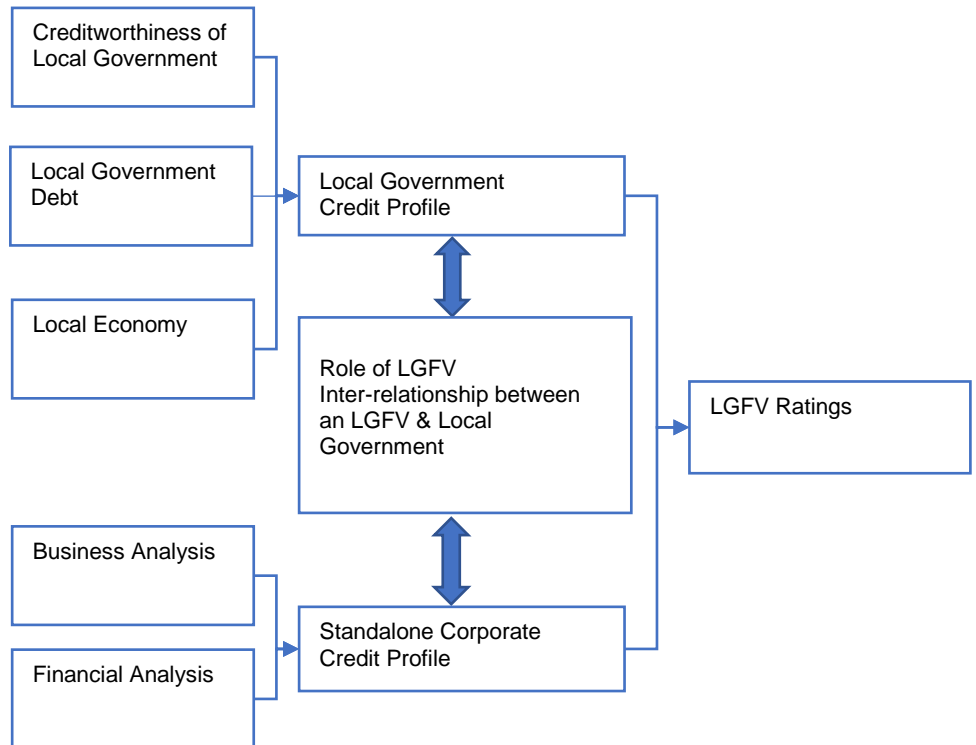 Creditworthiness of
Local Government
Local Government
Debt
Local Economy
Local Government
Credit Profile
Role of LGFV
Inter-relationship between
an LGFV & Local
Government
LGFV Ratings
Business Analysis
Financial Analysis
Standalone Corporate
Credit Profile